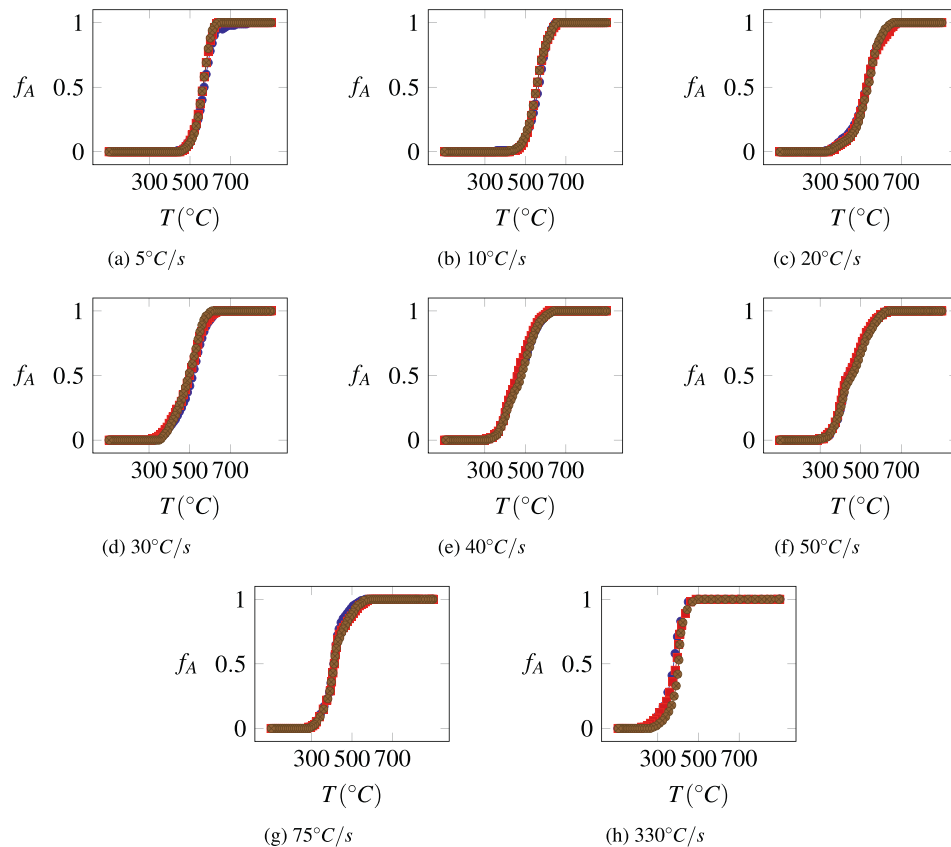 1
f_A 0.5
0
300 500 700
T(°C)
(a) 5°C/s
1
f_A 0.5
0
300 500 700
T(°C)
(b) 10°C/s
1
f_A 0.5
0
300 500 700
T(°C)
(c) 20°C/s
1
f_A 0.5
0
300 500 700
T(°C)
(d) 30°C/s
1
f_A 0.5
0
300 500 700
T(°C)
(e) 40°C/s
1
f_A 0.5
0
300 500 700
T(°C)
(f) 50°C/s
1
f_A 0.5
0
300 500 700
T(°C)
(g) 75°C/s
1
f_A 0.5
0
300 500 700
T(°C)
(h) 330°C/s